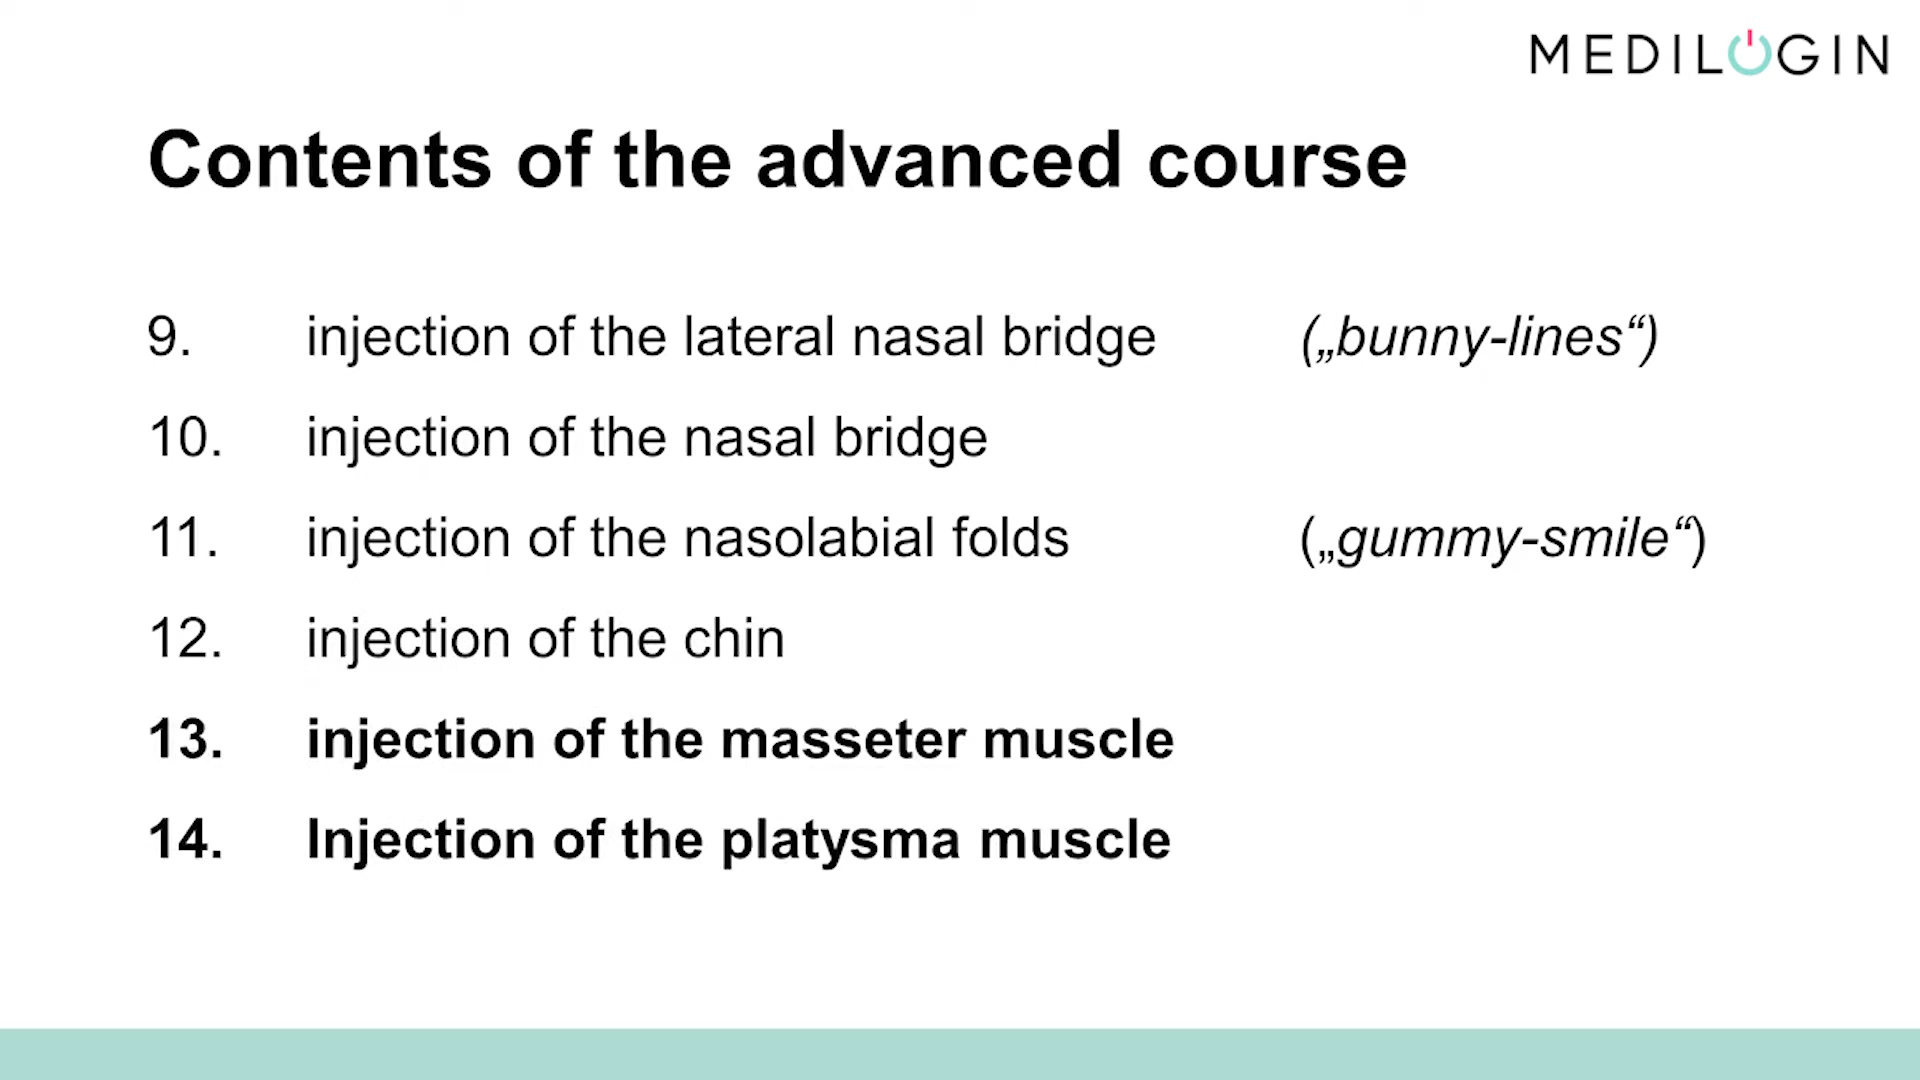 MEDILOGIN
Contents of the advanced course
9. injection of the lateral nasal bridge („bunny-lines“)
10. injection of the nasal bridge
11. injection of the nasolabial folds („gummy-smile“)
12. injection of the chin
13. injection of the masseter muscle
14. Injection of the platysma muscle